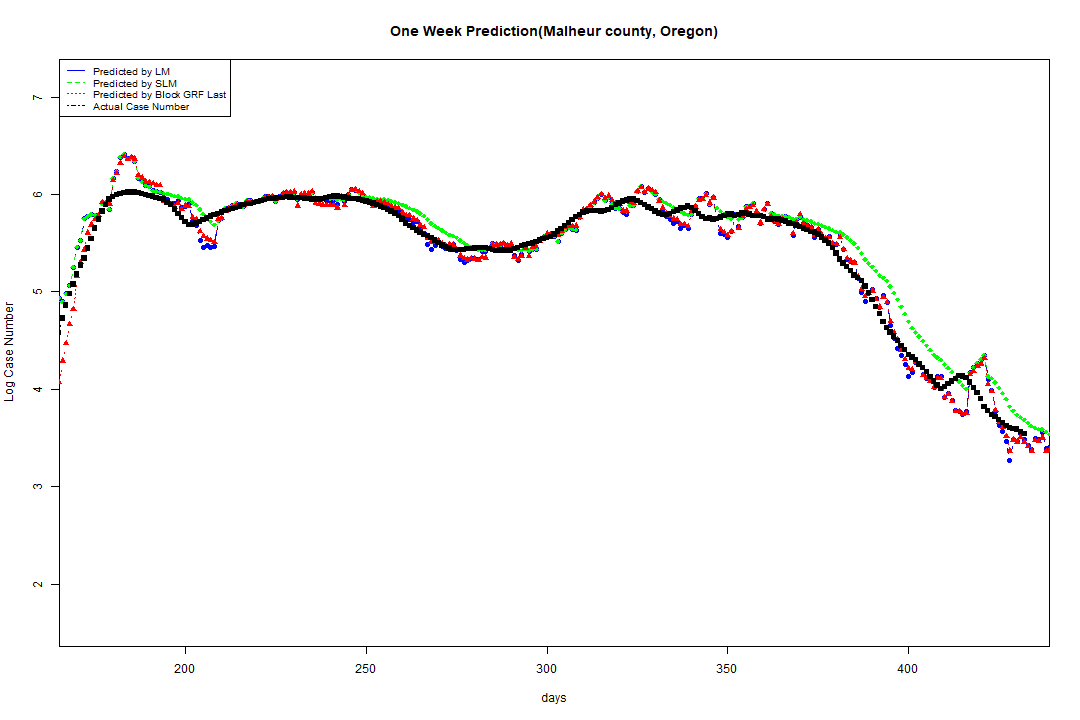 One Week Prediction(Malheur county, Oregon)
Predicted by LM
Predicted by SLM
Predicted by Block GRF Last
Actual Case Number
7
6
5
4
3
2
Log Case Number
200 250 300 350 400
days